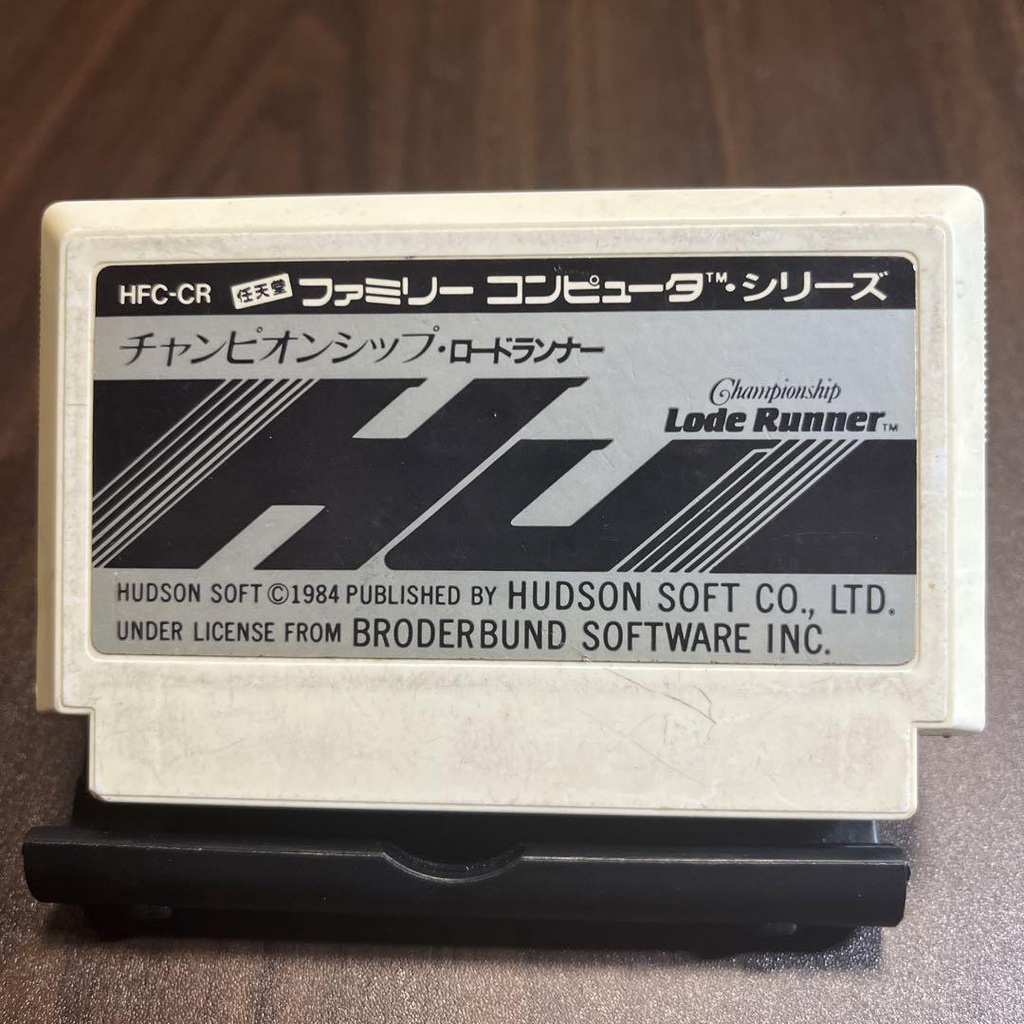 HFC-CR 任天堂 ファミリー コンピュータ™・シリーズ
チャンピオンシップ・ロードランナー
Championship
Lode Runner™
HU
HUDSON SOFT ©1984 PUBLISHED BY HUDSON SOFT CO., LTD.
UNDER LICENSE FROM BRODERBUND SOFTWARE INC.